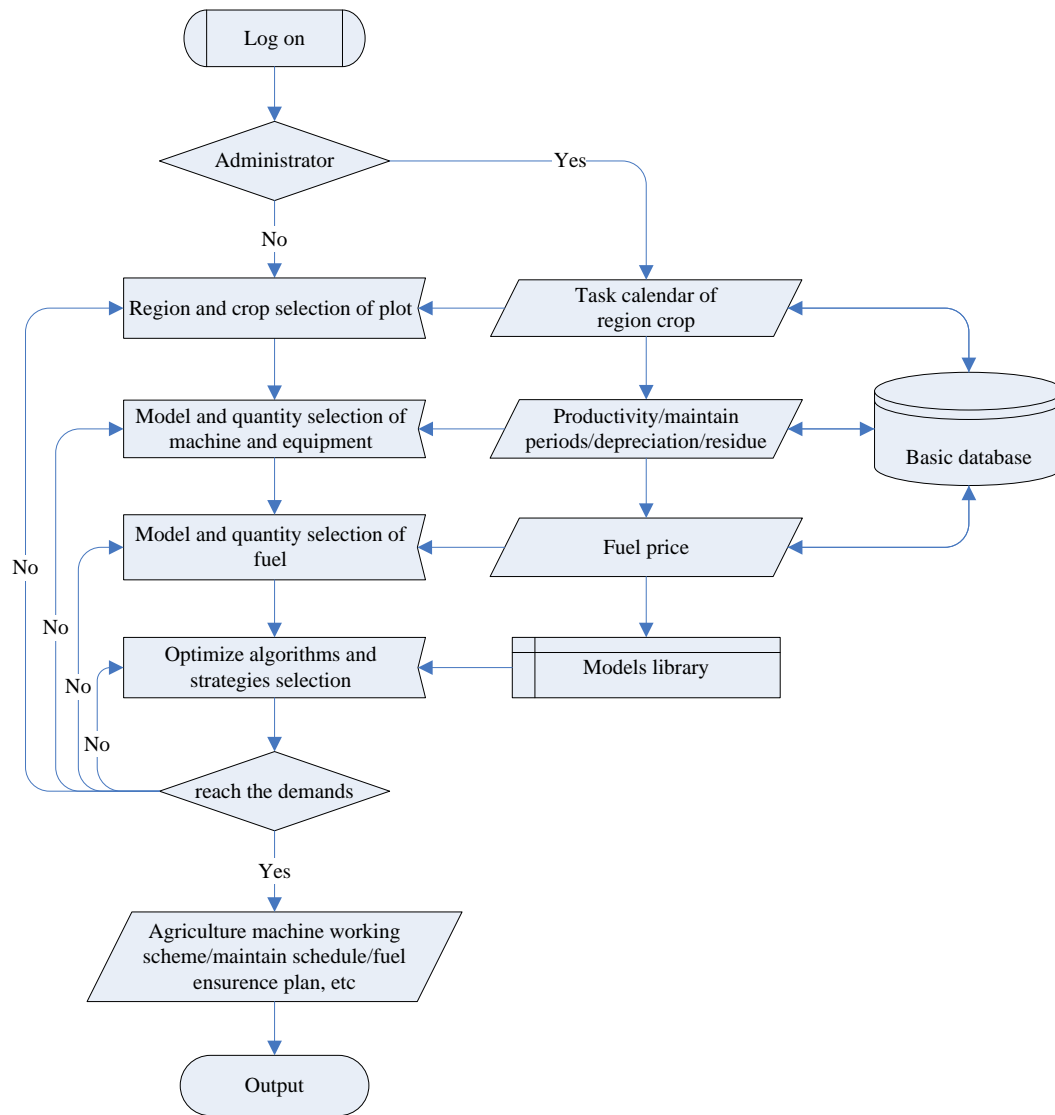 Log on
Administrator
Yes
No
Region and crop selection of plot
Task calendar of
region crop
Model and quantity selection of
machine and equipment
Productivity/maintain
periods/depreciation/residue
Basic database
Model and quantity selection of
fuel
Fuel price
No
No
No
No
Optimize algorithms and
strategies selection
Models library
reach the demands
Yes
Agriculture machine working
scheme/maintain schedule/fuel
ensurence plan, etc
Output